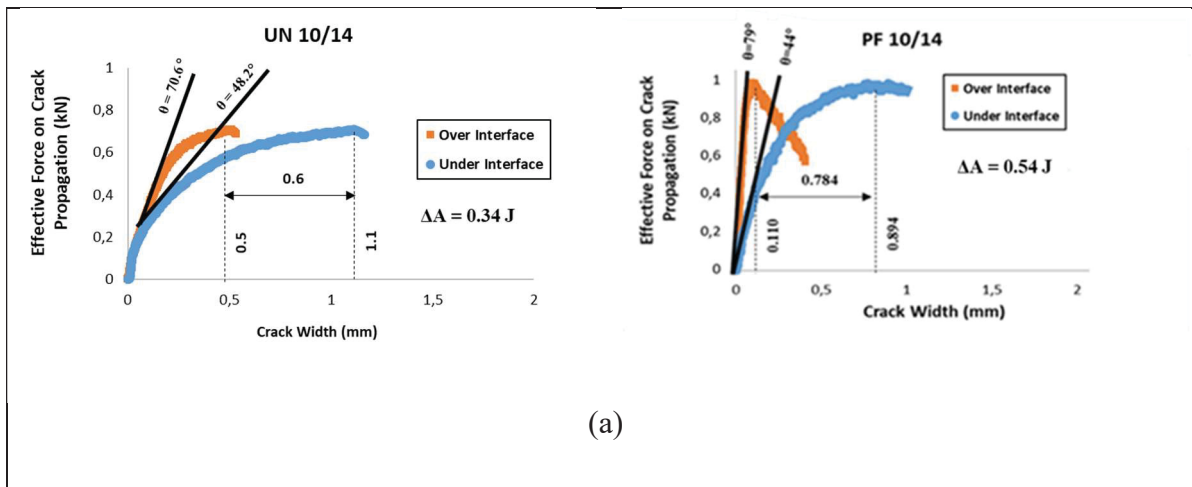 UN 10/14
Effective Force on Crack
Propagation (kN)
1
0,8
0,6
0,4
0,2
0
θ = 70.6°
θ = 48.2°
Over Interface
Under Interface
0.6
ΔA = 0.34 J
0.5
1.1
0
0,5
1
1,5
2
Crack Width (mm)
PF 10/14
Effective Force on Crack
Propagation (kN)
1
0,8
0,6
0,4
0,2
0
θ=79°
θ=44°
Over Interface
Under Interface
0.784
ΔA = 0.54 J
0.110
0.894
0
0,5
1
1,5
2
Crack Width (mm)
(a)